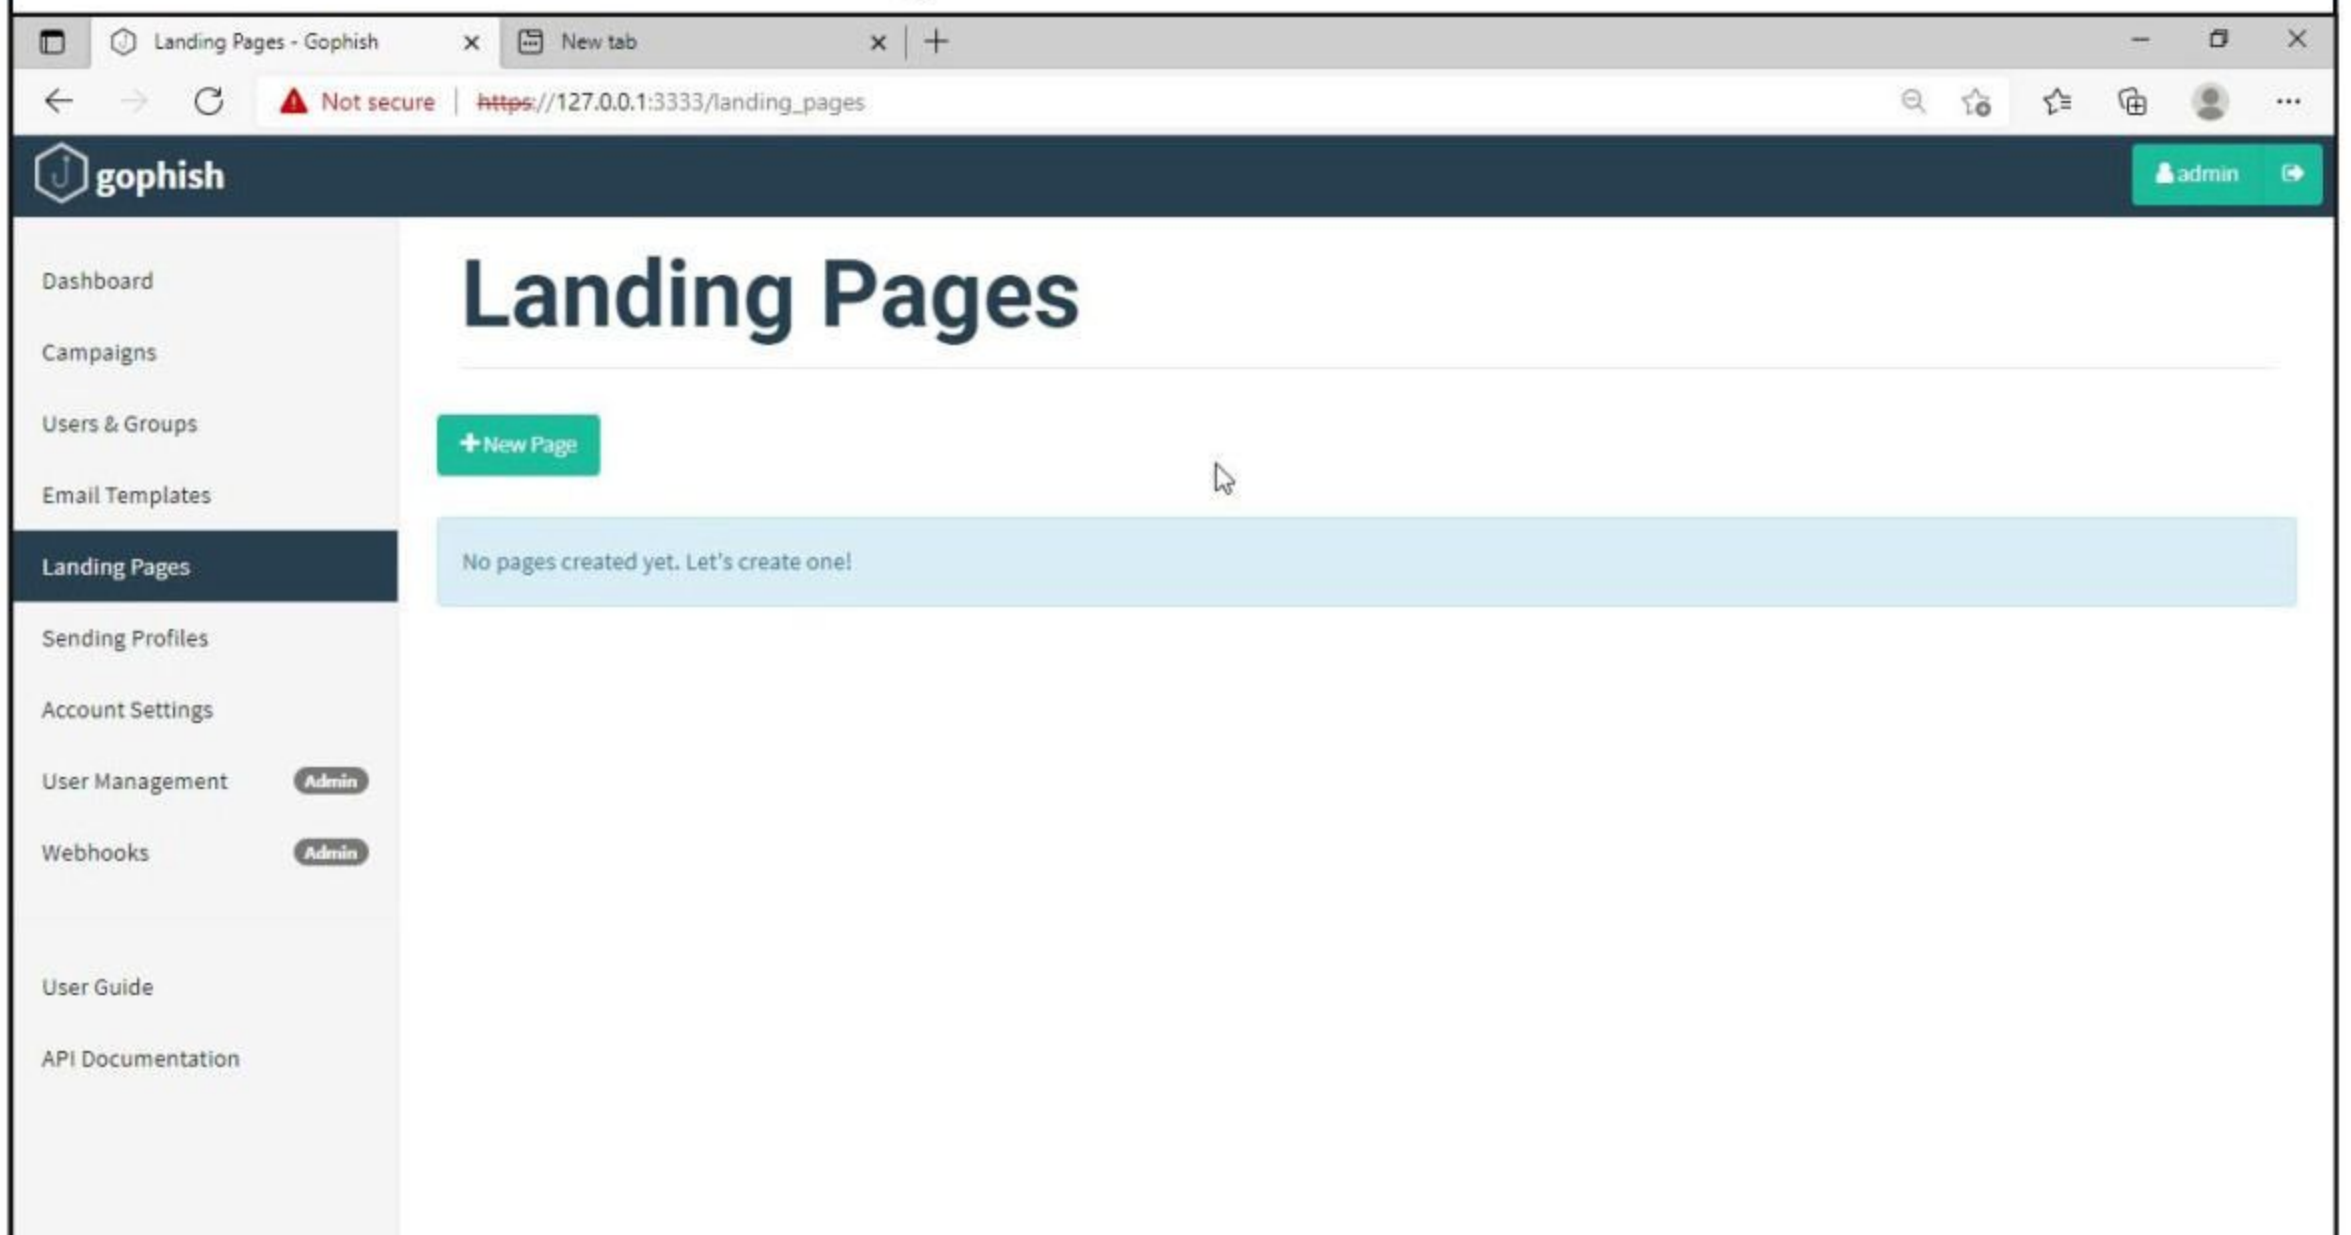 Landing Pages - Gophish
New tab
Not secure
https://127.0.0.1:3333/landing_pages
gophish
admin
Dashboard
Campaigns
Users & Groups
Email Templates
Landing Pages
Sending Profiles
Account Settings
User Management Admin
Webhooks Admin
User Guide
API Documentation
Landing Pages
New Page
No pages created yet. Let's create one!